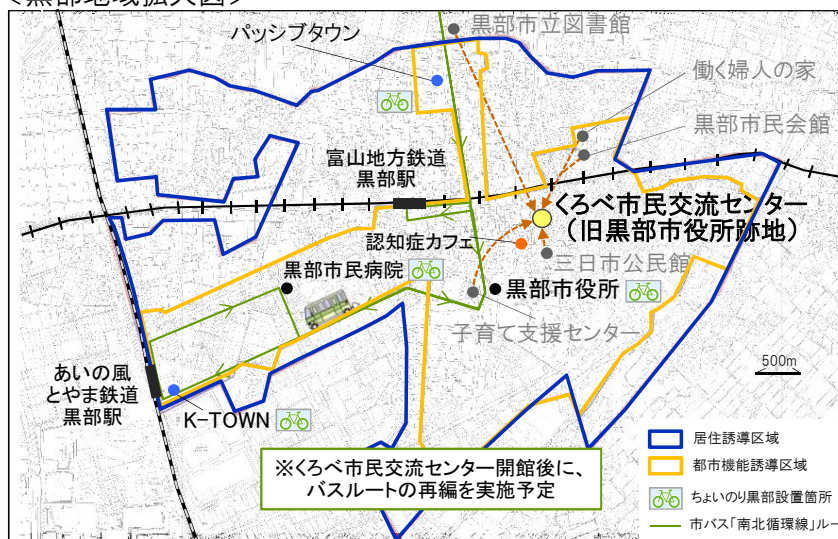 <黒部地域拡大図>
パッシブタウン
黒部市立図書館
働く婦人の家
黒部市民会館
富山地方鉄道
黒部駅
くろべ市民交流センター
(旧黒部市役所跡地)
認知症カフェ
三日市公民館
黒部市民病院
黒部市役所
子育て支援センター
500m
あいの風
とやま鉄道
黒部駅
K-TOWN
※くろべ市民交流センター開館後に、
バスルートの再編を実施予定
居住誘導区域
都市機能誘導区域
ちょいのり黒部設置箇所
市バス「南北循環線」ルー